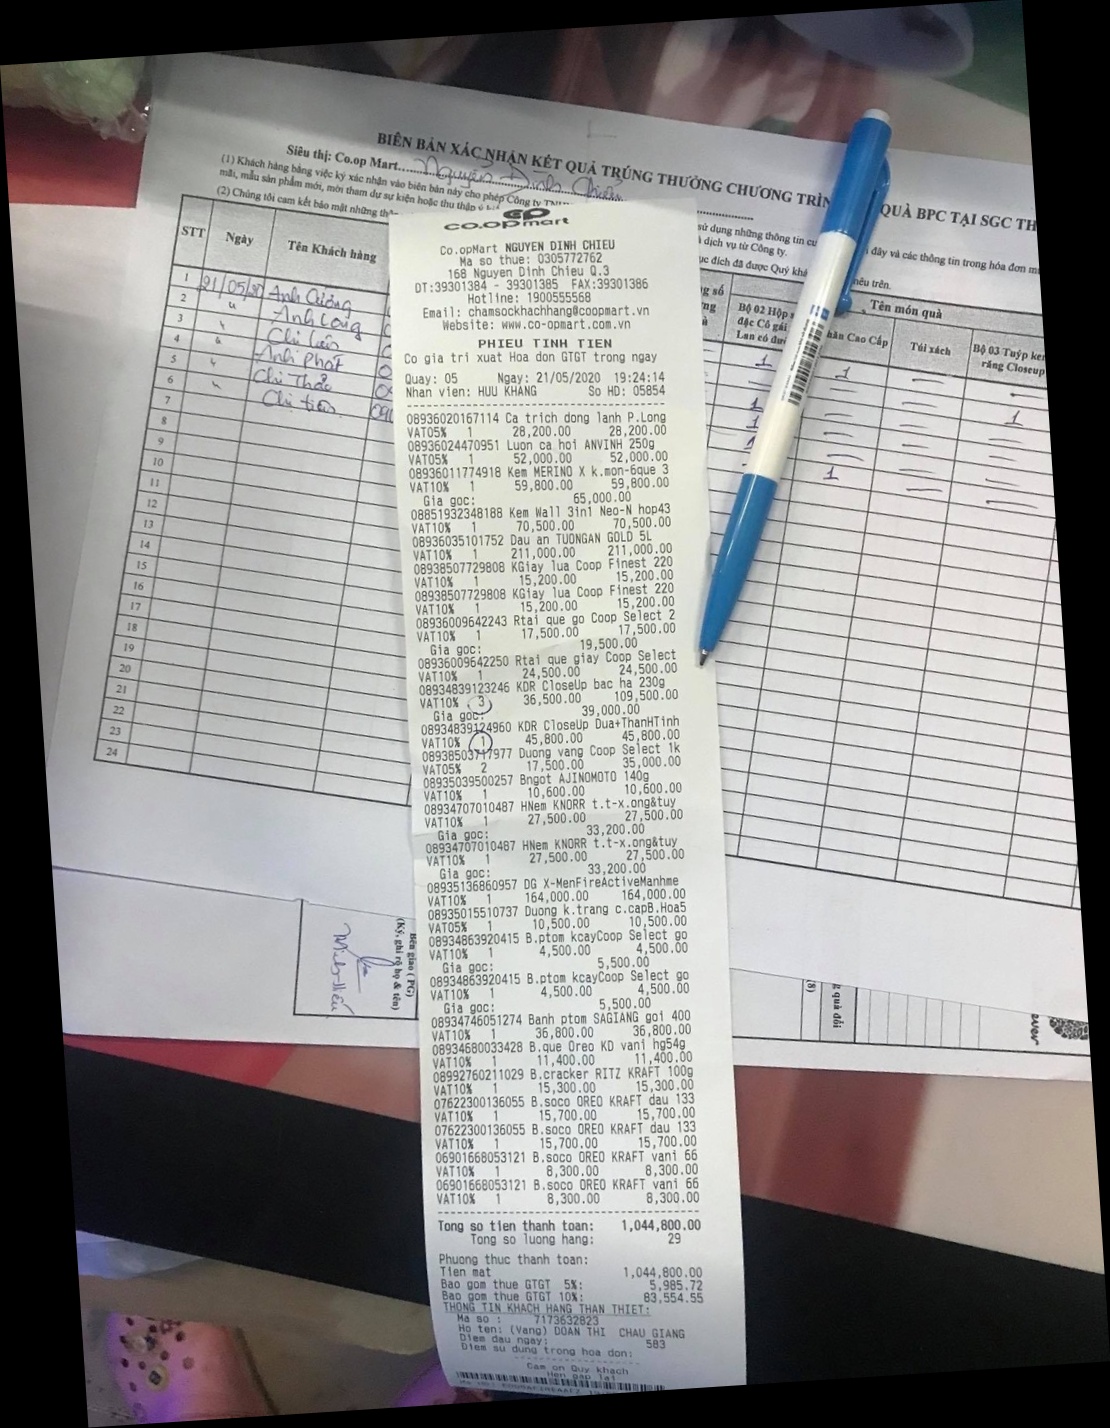 BIÊN BẢN XÁC NHẬN KẾT QUẢ TRÚNG THƯỞNG CHƯƠNG TRÌN QUÀ BPC TẠI SGC TH
Siêu thị: Co.op Mart....Nguyễn Đình Chiểu
(1) Khách hàng bằng việc ký xác nhận vào biên bản này cho phép Công ty
sử dụng những thông tin
đây và các thông tin trong hóa đơn
mãi, mẫu sản phẩm mới, mời tham dự sự kiện hoặc thu thập ý
dịch vụ từ Công ty.
(2) Chúng tôi cam kết bảo mật những
đích đã được Quý
nêu trên.
STT Ngày Tên Khách hàng
Tên món quà
Bộ 02 Hộp
đặc Cô gái
Lan có
Cao Cấp
Túi xách
Bộ 03 Tuýp kem
răng Closeup
1 21/05/20 Anh Cường
2 Anh Long
3
4 Anh Phát
5 Chị Thảo
6 Chị tiên
7
8
9
10
11
12
13
14
15
16
17
18
19
20
21
22
23
24
co.opmart
Co.opMart NGUYEN DINH CHIEU
Ma so thue: 0305772762
168 Nguyen Dinh Chieu Q.3
DT:39301384 - 39301385 FAX:39301386
Hotline: 1900555568
Email: chamsockhachhang@coopmart.vn
Website: www.co-opmart.com.vn
PHIEU TINH TIEN
Co gia tri xuat Hoa don GTGT trong ngay
Quay: 05 Ngay: 21/05/2020 19:24:14
Nhan vien: HUU KHANG So HD: 05854
08936020167114 Ca trich dong lanh P.Long
VAT05% 1 28,200.00 28,200.00
08936024470951 Luon ca hoi ANVINH 250g
VAT05% 1 52,000.00 52,000.00
08936011774918 Kem MERINO X k.mon-6que 3
VAT10% 1 59,800.00 59,800.00
Gia goc: 65,000.00
08851932348188 Kem Wall 3in1 Neo-N hop43
VAT10% 1 70,500.00 70,500.00
08936035101752 Dau an TUONGAN GOLD 5L
VAT10% 1 211,000.00 211,000.00
08938507729808 KGiay lua Coop Finest 220
VAT10% 1 15,200.00 15,200.00
08938507729808 KGiay lua Coop Finest 220
VAT10% 1 15,200.00 15,200.00
08936009642243 Rtai que go Coop Select 2
VAT10% 1 17,500.00 17,500.00
Gia goc: 19,500.00
08936009642250 Rtai que giay Coop Select
VAT10% 1 24,500.00 24,500.00
08934839123246 KDR CloseUp bac ha 230g
VAT10% 3 36,500.00 109,500.00
Gia goc: 39,000.00
08934839124960 KDR CloseUp Dua+ThanHTinh
VAT10% 1 45,800.00 45,800.00
08938503717977 Duong vang Coop Select 1k
VAT05% 2 17,500.00 35,000.00
08935039500257 Bngot AJINOMOTO 140g
VAT10% 1 10,600.00 10,600.00
08934707010487 HNem KNORR t.t-x.ong&tuy
VAT10% 1 27,500.00 27,500.00
Gia goc: 33,200.00
08934707010487 HNem KNORR t.t-x.ong&tuy
VAT10% 1 27,500.00 27,500.00
Gia goc: 33,200.00
08935136860957 DG X-MenFireActiveManhme
VAT10% 1 164,000.00 164,000.00
08935015510737 Duong k.trang c.capB.Hoa5
VAT05% 1 10,500.00 10,500.00
08934863920415 B.ptom kcayCoop Select go
VAT10% 1 4,500.00 4,500.00
Gia goc: 5,500.00
08934863920415 B.ptom kcayCoop Select go
VAT10% 1 4,500.00 4,500.00
Gia goc: 5,500.00
08934746051274 Banh ptom SAGIANG goi 400
VAT10% 1 36,800.00 36,800.00
08934680033428 B.que Oreo KD vani hg54g
VAT10% 1 11,400.00 11,400.00
08992760211029 B.cracker RITZ KRAFT 100g
VAT10% 1 15,300.00 15,300.00
07622300136055 B.soco OREO KRAFT dau 133
VAT10% 1 15,700.00 15,700.00
07622300136055 B.soco OREO KRAFT dau 133
VAT10% 1 15,700.00 15,700.00
06901668053121 B.soco OREO KRAFT vani 66
VAT10% 1 8,300.00 8,300.00
06901668053121 B.soco OREO KRAFT vani 66
VAT10% 1 8,300.00 8,300.00
Tong so tien thanh toan: 1,044,800.00
Tong so luong hang: 29
Phuong thuc thanh toan:
Tien mat 1,044,800.00
Bao gom thue GTGT 5%: 5,985.72
Bao gom thue GTGT 10%: 83,554.55
THONG TIN KHACH HANG THAN THIET:
Ma so : 7173632823
Ho ten: (Vang) DOAN THI CHAU GIANG
Diem dau ngay: 583
Diem su dung trong hoa don:
Cam on Quy khach
Hen gap lai
Bên giao ( PG)
(Ký, ghi rõ họ & tên)
quà đổi
(8)